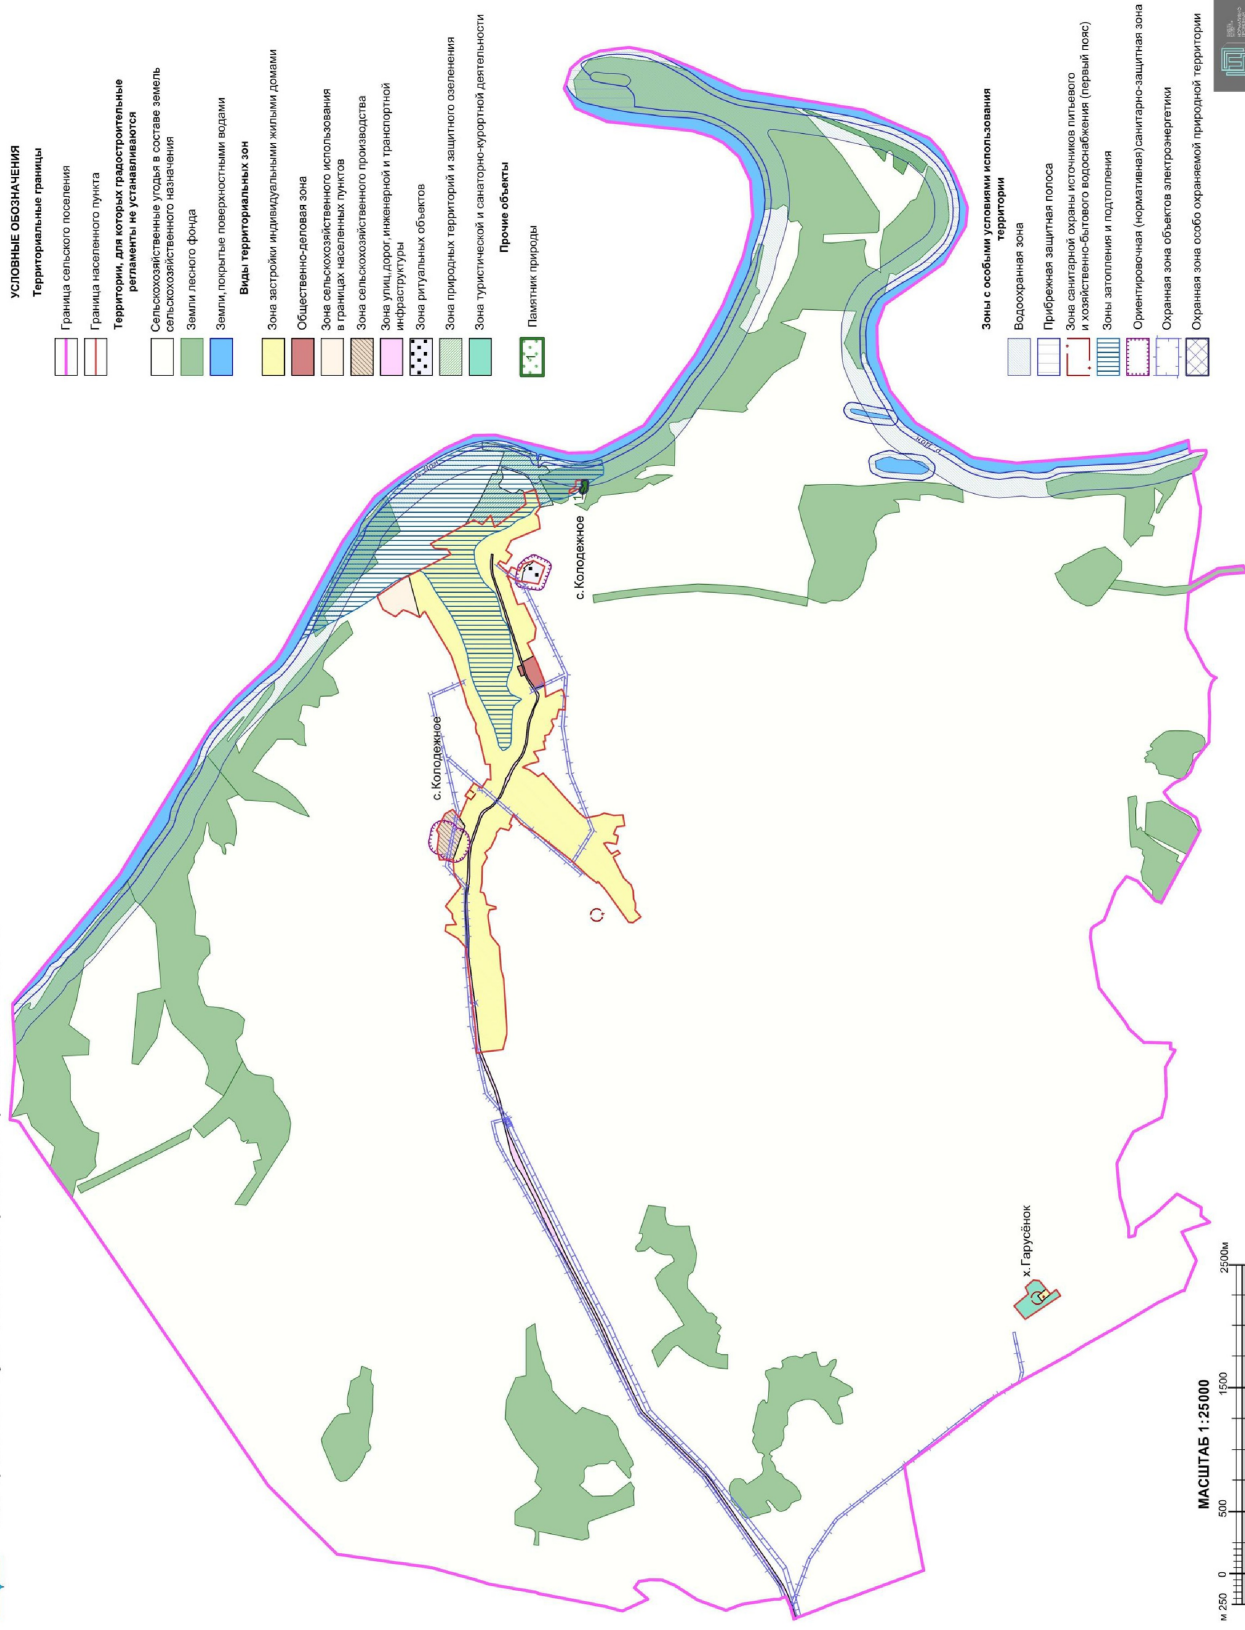 УСЛОВНЫЕ ОБОЗНАЧЕНИЯ
Территориальные границы
Граница сельского поселения
Граница населенного пункта
Территории, для которых градостроительные
регламенты не устанавливаются
Сельскохозяйственные угодья в составе земель
сельскохозяйственного назначения
Земли лесного фонда
Земли, покрытые поверхностными водами
Виды территориальных зон
Зона застройки индивидуальными жилыми домами
Общественно-деловая зона
Зона сельскохозяйственного использования
в границах населенных пунктов
Зона сельскохозяйственного производства
Зона улиц, дорог, инженерной и транспортной
инфраструктуры
Зона ритуальных объектов
Зона природных территорий и защитного озеленения
Зона туристической и санаторно-курортной деятельности
Прочие объекты
1
Памятник природы
Зоны с особыми условиями использования
территории
Водоохранная зона
Прибрежная защитная полоса
Зона санитарной охраны источников питьевого
и хозяйственно-бытового водоснабжения (первый пояс)
Зоны затопления и подтопления
Ориентировочная (нормативная) санитарно-защитная зона
Охранная зона объектов электроэнергетики
Охранная зона особо охраняемой природной территории
с.Колодежное
с.Колодежное
1
х.Гарусёнок
МАСШТАБ 1:25000
м 250 0 500 1500 2500м